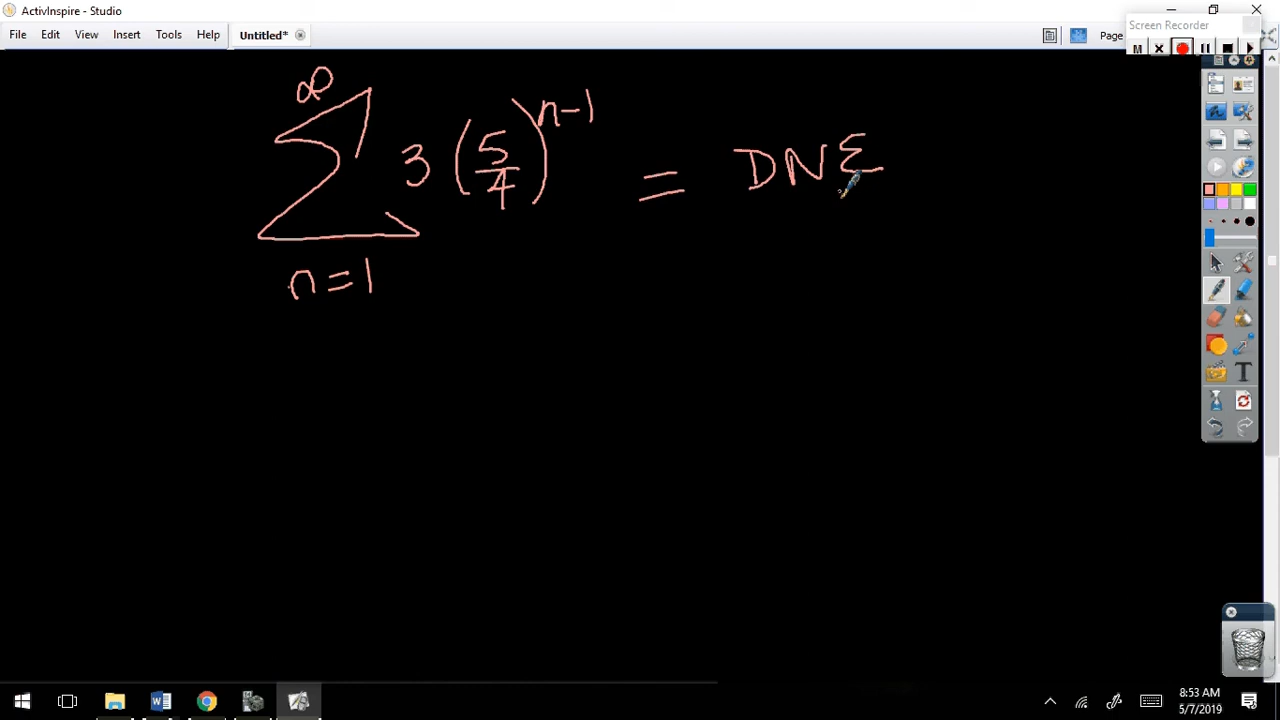 ActivInspire - Studio
Screen Recorder
File Edit View Insert Tools Help Untitled* Page
M
∞
∑ 3 (5/4)^n-1 = DNE
n=1
T
W
8:53 AM
5/7/2019